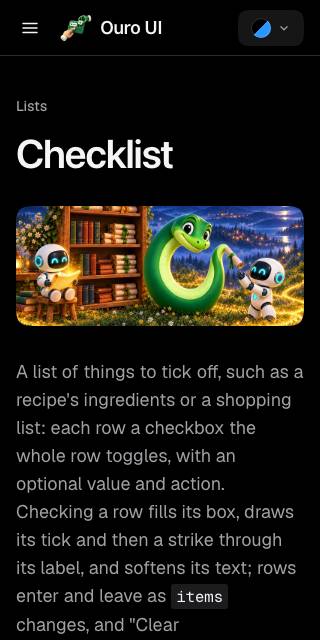 Ouro UI
Lists
Checklist
A list of things to tick off, such as a
recipe's ingredients or a shopping
list: each row a checkbox the
whole row toggles, with an
optional value and action.
Checking a row fills its box, draws
its tick and then a strike through
its label, and softens its text; rows
enter and leave as items
changes, and "Clear